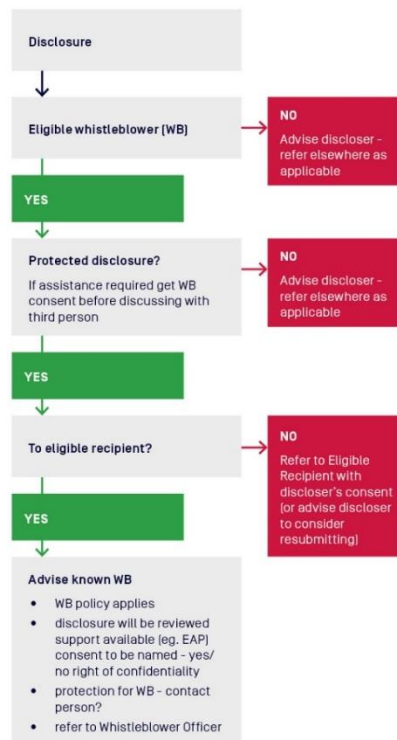 Disclosure
Eligible whistleblower (WB)
NO
Advise discloser -
refer elsewhere as
applicable
YES
Protected disclosure?
If assistance required get WB
consent before discussing with
third person
NO
Advise discloser -
refer elsewhere as
applicable
YES
To eligible recipient?
NO
Refer to Eligible
Recipient with
discloser's consent
(or advise discloser
to consider
resubmitting)
YES
Advise known WB
• WB policy applies
• disclosure will be reviewed
support available (eg. EAP)
consent to be named - yes/
no right of confidentiality
• protection for WB - contact
person?
• refer to Whistleblower Officer